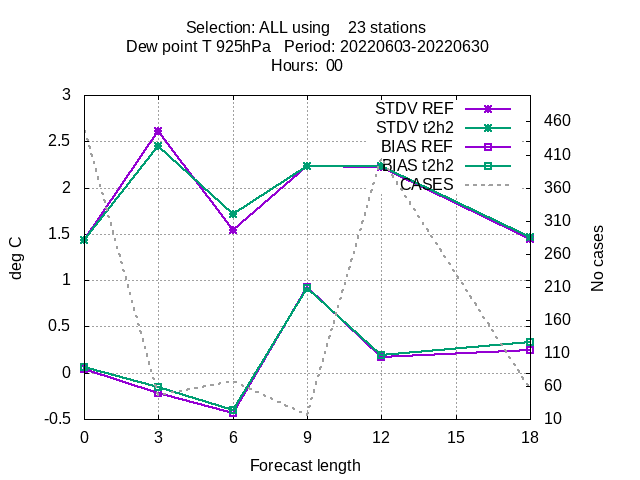 Selection: ALL using 23 stations
Dew point T 925hPa Period: 20220603-20220630
Hours: 00
STDV REF
STDV t2h2
BIAS REF
BIAS t2h2
CASES
3
2.5
2
1.5
1
0.5
0
-0.5
deg C
460
410
360
310
260
210
160
110
60
10
No cases
0 3 6 9 12 15 18
Forecast length